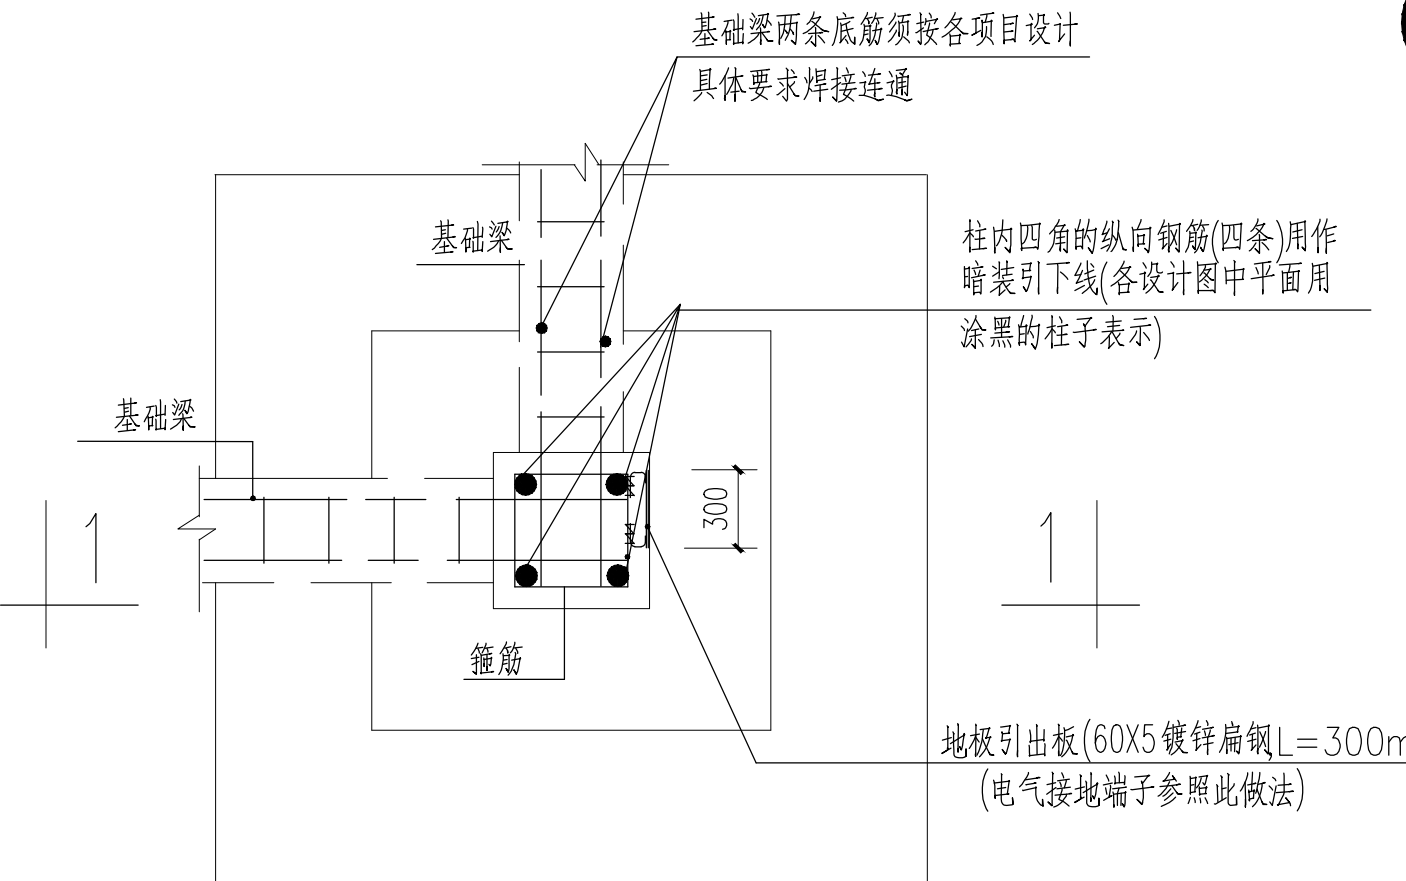 基础梁两条底筋须按各项目设计
具体要求焊接连通
基础梁
柱内四角的纵向钢筋(四条)用作
暗装引下线(各设计图中平面用
涂黑的柱子表示)
基础梁
300
1
1
箍筋
地极引出板(60X5镀锌扁钢,L=300m
(电气接地端子参照此做法)